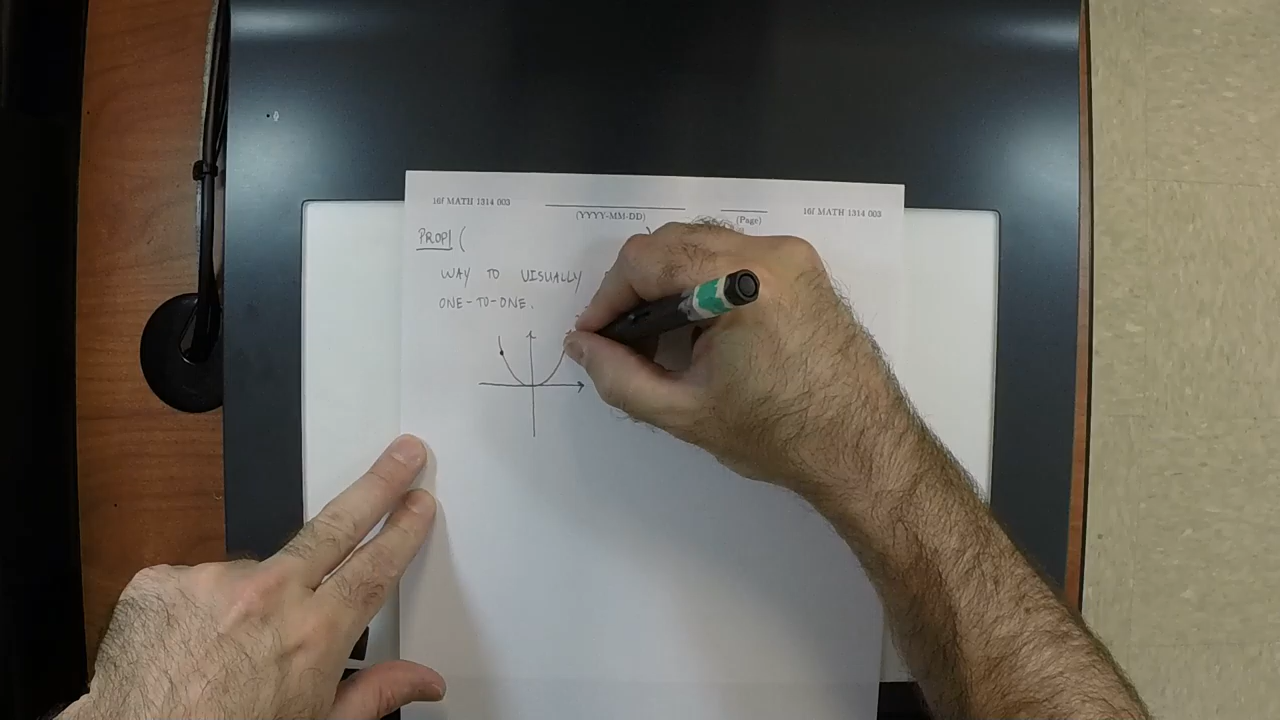 16f MATH 1314 003 (YYYY-MM-DD) (Page) 16f MATH 1314 003
PROP| ( )
WAY TO VISUALLY
ONE-TO-ONE.